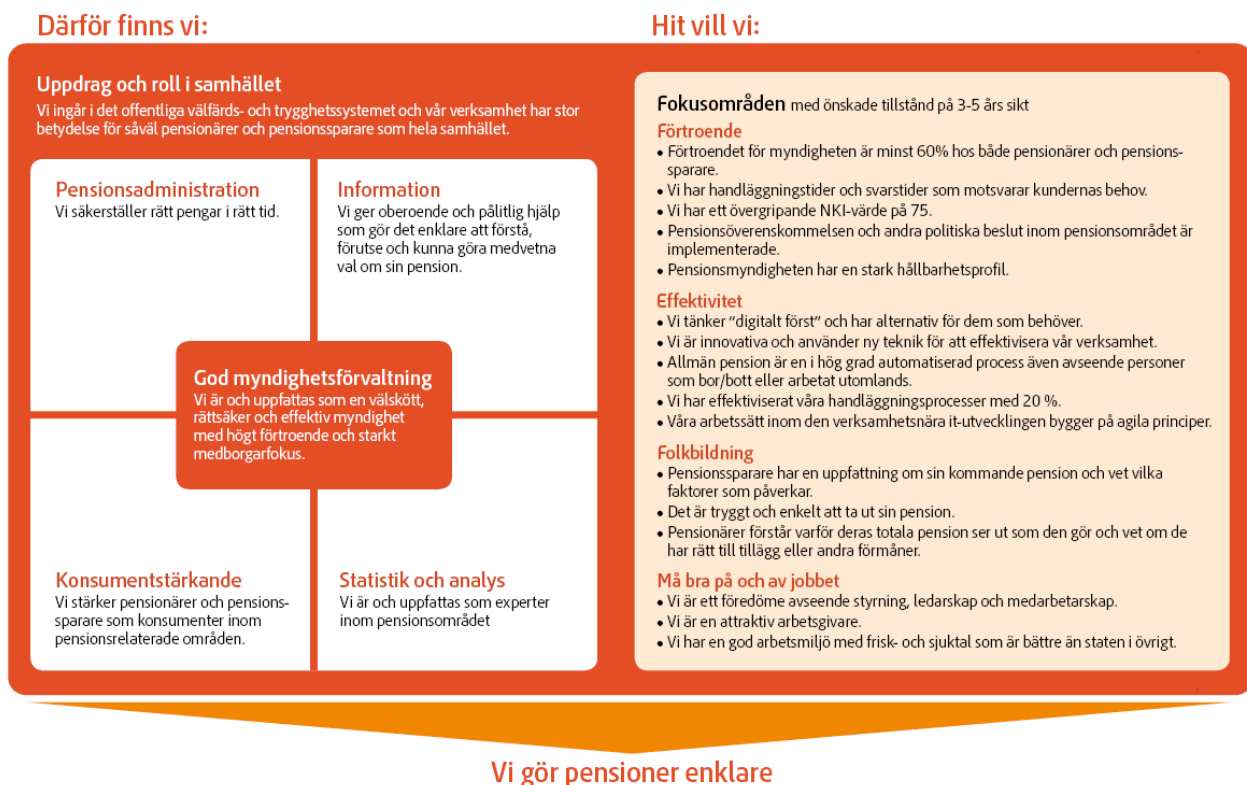 Därför finns vi:
Uppdrag och roll i samhället
Vi ingår i det offentliga välfärds- och trygghetssystemet och vår verksamhet har stor
betydelse för såväl pensionärer och pensionssparare som hela samhället.
Pensionsadministration
Vi säkerställer rätt pengar i rätt tid.
Information
Vi ger oberoende och pålitlig hjälp
som gör det enklare att förstå,
förutse och kunna göra medvetna
val om sin pension.
God myndighetsförvaltning
Vi är och uppfattas som en välskött,
rättsäker och effektiv myndighet
med högt förtroende och starkt
medborgarfokus.
Konsumentstärkande
Vi stärker pensionärer och pensions-
sparare som konsumenter inom
pensionsrelaterade områden.
Statistik och analys
Vi är och uppfattas som experter
inom pensionsområdet
Hit vill vi:
Fokusområden med önskade tillstånd på 3-5 års sikt
Förtroende
• Förtroendet för myndigheten är minst 60% hos både pensionärer och pensions-
sparare.
• Vi har handläggningstider och svarstider som motsvarar kundernas behov.
• Vi har ett övergripande NKI-värde på 75.
• Pensionsöverenskommelsen och andra politiska beslut inom pensionsområdet är
implementerade.
• Pensionsmyndigheten har en stark hållbarhetsprofil.
Effektivitet
• Vi tänker ”digitalt först” och har alternativ för dem som behöver.
• Vi är innovativa och använder ny teknik för att effektivisera vår verksamhet.
• Allmän pension är en i hög grad automatiserad process även avseende personer
som bor/bott eller arbetat utomlands.
• Vi har effektiviserat våra handläggningsprocesser med 20 %.
• Våra arbetssätt inom den verksamhetsnära it-utvecklingen bygger på agila principer.
Folkbildning
• Pensionssparare har en uppfattning om sin kommande pension och vet vilka
faktorer som påverkar.
• Det är tryggt och enkelt att ta ut sin pension.
• Pensionärer förstår varför deras totala pension ser ut som den gör och vet om de
har rätt till tillägg eller andra förmåner.
Må bra på och av jobbet
• Vi är ett föredöme avseende styrning, ledarskap och medarbetarskap.
• Vi är en attraktiv arbetsgivare.
• Vi har en god arbetsmiljö med frisk- och sjuktal som är bättre än staten i övrigt.
Vi gör pensioner enklare